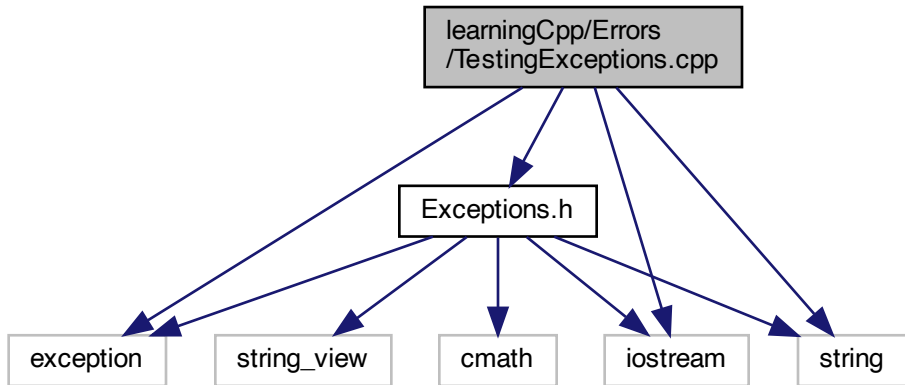 learningCpp/Errors
/TestingExceptions.cpp
Exceptions.h
exception
string_view
cmath
iostream
string